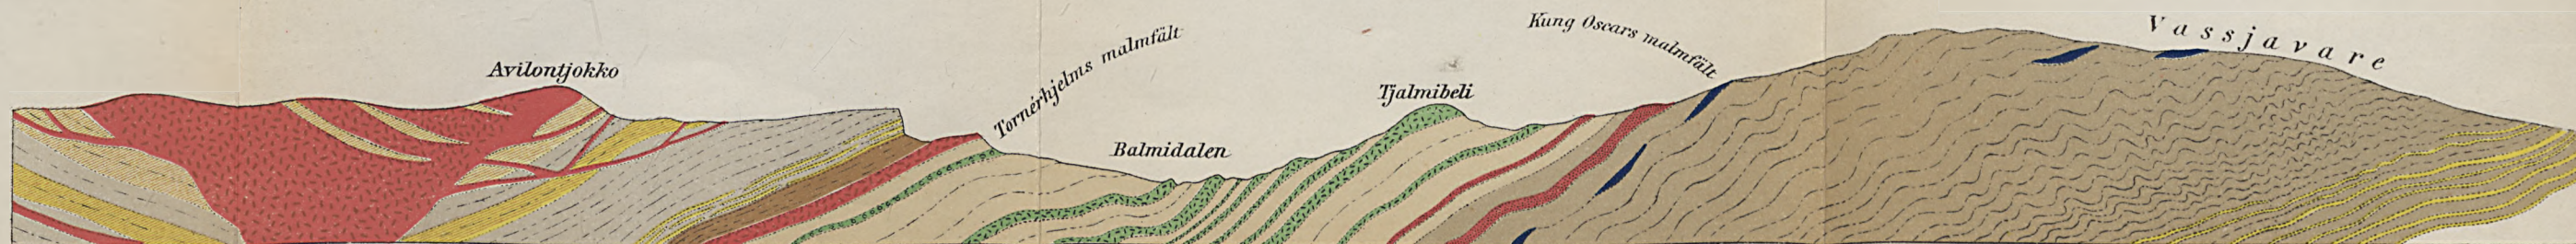 Avilontjokko
Tornérhjelms malmfält
Balmidalen
Tjalmibeli
Kung Oscars malmfält
Vassjavare